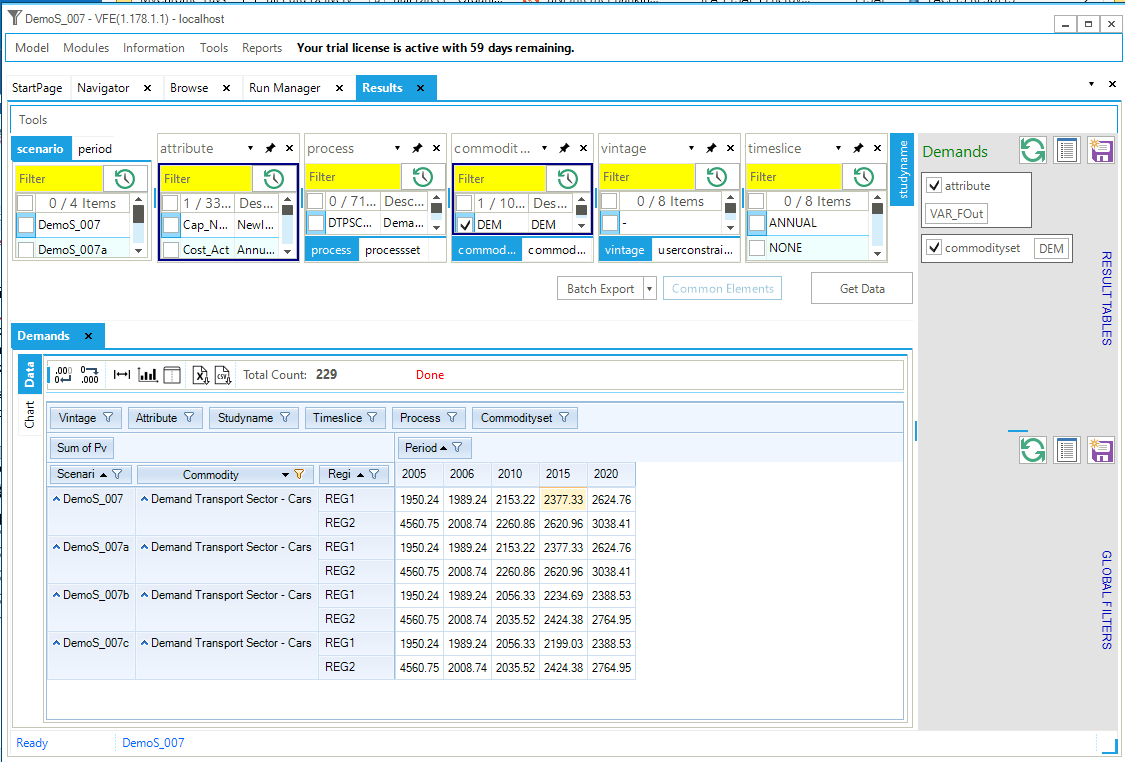 DemoS_007 - VFE(1.178.1.1) - localhost
Model Modules Information Tools Reports Your trial license is active with 59 days remaining.
StartPage Navigator Browse Run Manager Results
Tools
scenario period
Filter
0 / 4 Items
DemoS_007
DemoS_007a
attribute
Filter
1 / 33... Des...
Cap_N... NewI...
Cost_Act Annu...
process
Filter
0 / 71... Desc...
DTPSC... Dema...
process processset
commodit ...
Filter
1 / 10... Des...
DEM DEM
commod... commod...
vintage
Filter
0 / 8 Items
-
vintage userconstrai...
timeslice
Filter
0 / 8 Items
ANNUAL
NONE
studyname
Demands
attribute
VAR_FOut
commodityset DEM
RESULT TABLES
GLOBAL FILTERS
Batch Export Common Elements Get Data
Demands
Data
Chart
Total Count: 229 Done
Vintage Attribute Studyname Timeslice Process Commodityset
Sum of Pv Period
Scenari Commodity Regi 2005 2006 2010 2015 2020
DemoS_007 Demand Transport Sector - Cars REG1 1950.24 1989.24 2153.22 2377.33 2624.76
REG2 4560.75 2008.74 2260.86 2620.96 3038.41
DemoS_007a Demand Transport Sector - Cars REG1 1950.24 1989.24 2153.22 2377.33 2624.76
REG2 4560.75 2008.74 2260.86 2620.96 3038.41
DemoS_007b Demand Transport Sector - Cars REG1 1950.24 1989.24 2056.33 2234.69 2388.53
REG2 4560.75 2008.74 2035.52 2424.38 2764.95
DemoS_007c Demand Transport Sector - Cars REG1 1950.24 1989.24 2056.33 2199.03 2388.53
REG2 4560.75 2008.74 2035.52 2424.38 2764.95
Ready DemoS_007